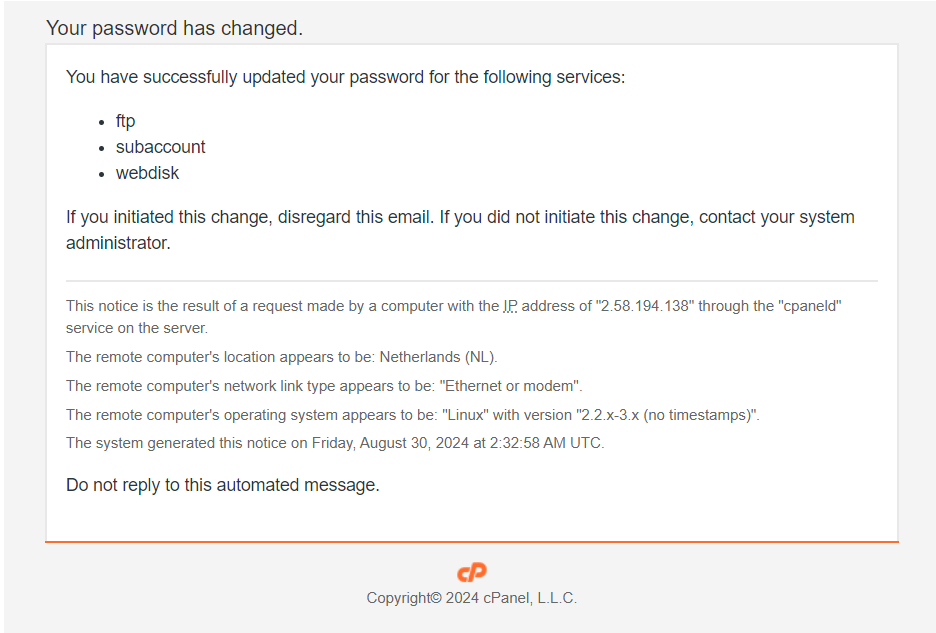 Your password has changed.
You have successfully updated your password for the following services:
ftp
subaccount
webdisk
If you initiated this change, disregard this email. If you did not initiate this change, contact your system
administrator.
This notice is the result of a request made by a computer with the IP address of "2.58.194.138" through the "cpaneld"
service on the server.
The remote computer's location appears to be: Netherlands (NL).
The remote computer's network link type appears to be: "Ethernet or modem".
The remote computer's operating system appears to be: "Linux" with version "2.2.x-3.x (no timestamps)".
The system generated this notice on Friday, August 30, 2024 at 2:32:58 AM UTC.
Do not reply to this automated message.
cP
Copyright© 2024 cPanel, L.L.C.